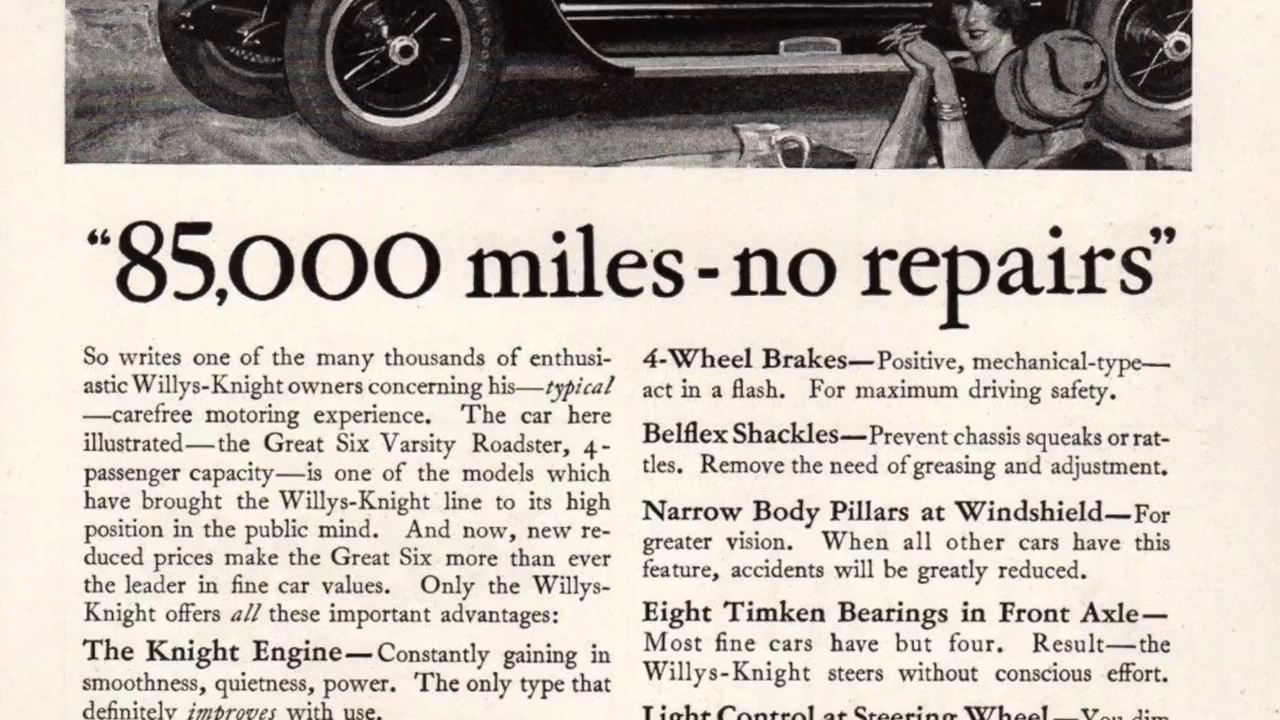 “85,000 miles-no repairs”
So writes one of the many thousands of enthusi-
astic Willys-Knight owners concerning his—typical
—carefree motoring experience. The car here
illustrated—the Great Six Varsity Roadster, 4-
passenger capacity—is one of the models which
have brought the Willys-Knight line to its high
position in the public mind. And now, new re-
duced prices make the Great Six more than ever
the leader in fine car values. Only the Willys-
Knight offers all these important advantages:
The Knight Engine—Constantly gaining in
smoothness, quietness, power. The only type that
definitely improves with use.
4-Wheel Brakes—Positive, mechanical-type—
act in a flash. For maximum driving safety.
Belflex Shackles—Prevent chassis squeaks or rat-
tles. Remove the need of greasing and adjustment.
Narrow Body Pillars at Windshield—For
greater vision. When all other cars have this
feature, accidents will be greatly reduced.
Eight Timken Bearings in Front Axle—
Most fine cars have but four. Result—the
Willys-Knight steers without conscious effort.
Light Control at Steering Wheel—You dim